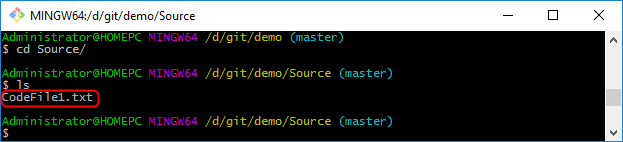 MINGW64:/d/git/demo/Source
Administrator@HOMEPC MINGW64 /d/git/demo (master)
$ cd Source/
Administrator@HOMEPC MINGW64 /d/git/demo/Source (master)
$ ls
CodeFile1.txt
Administrator@HOMEPC MINGW64 /d/git/demo/Source (master)
$